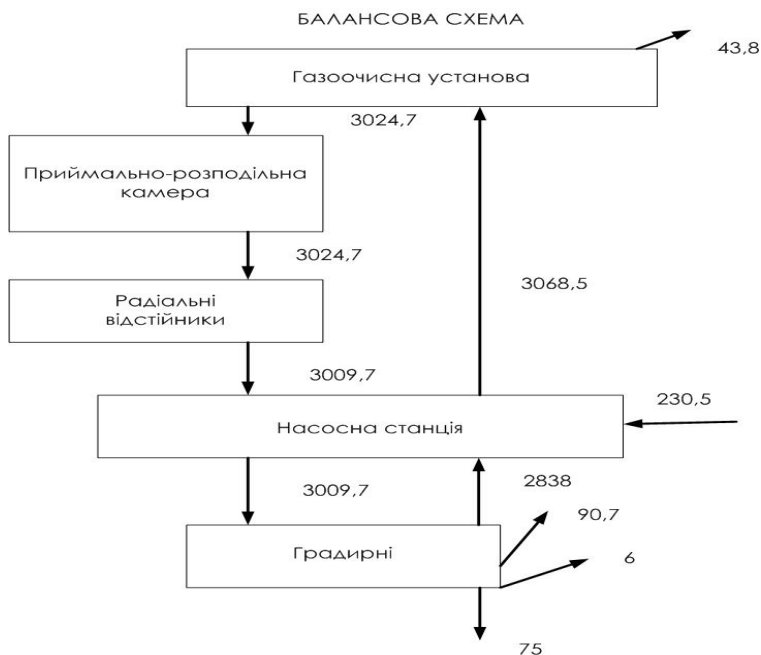 БАЛАНСОВА СХЕМА
43,8
Газоочисна установа
3024,7
Приймально-розподільна
камера
3024,7
3068,5
Радіальні
відстійники
3009,7
230,5
Насосна станція
3009,7
2838
90,7
Градирні
6
75